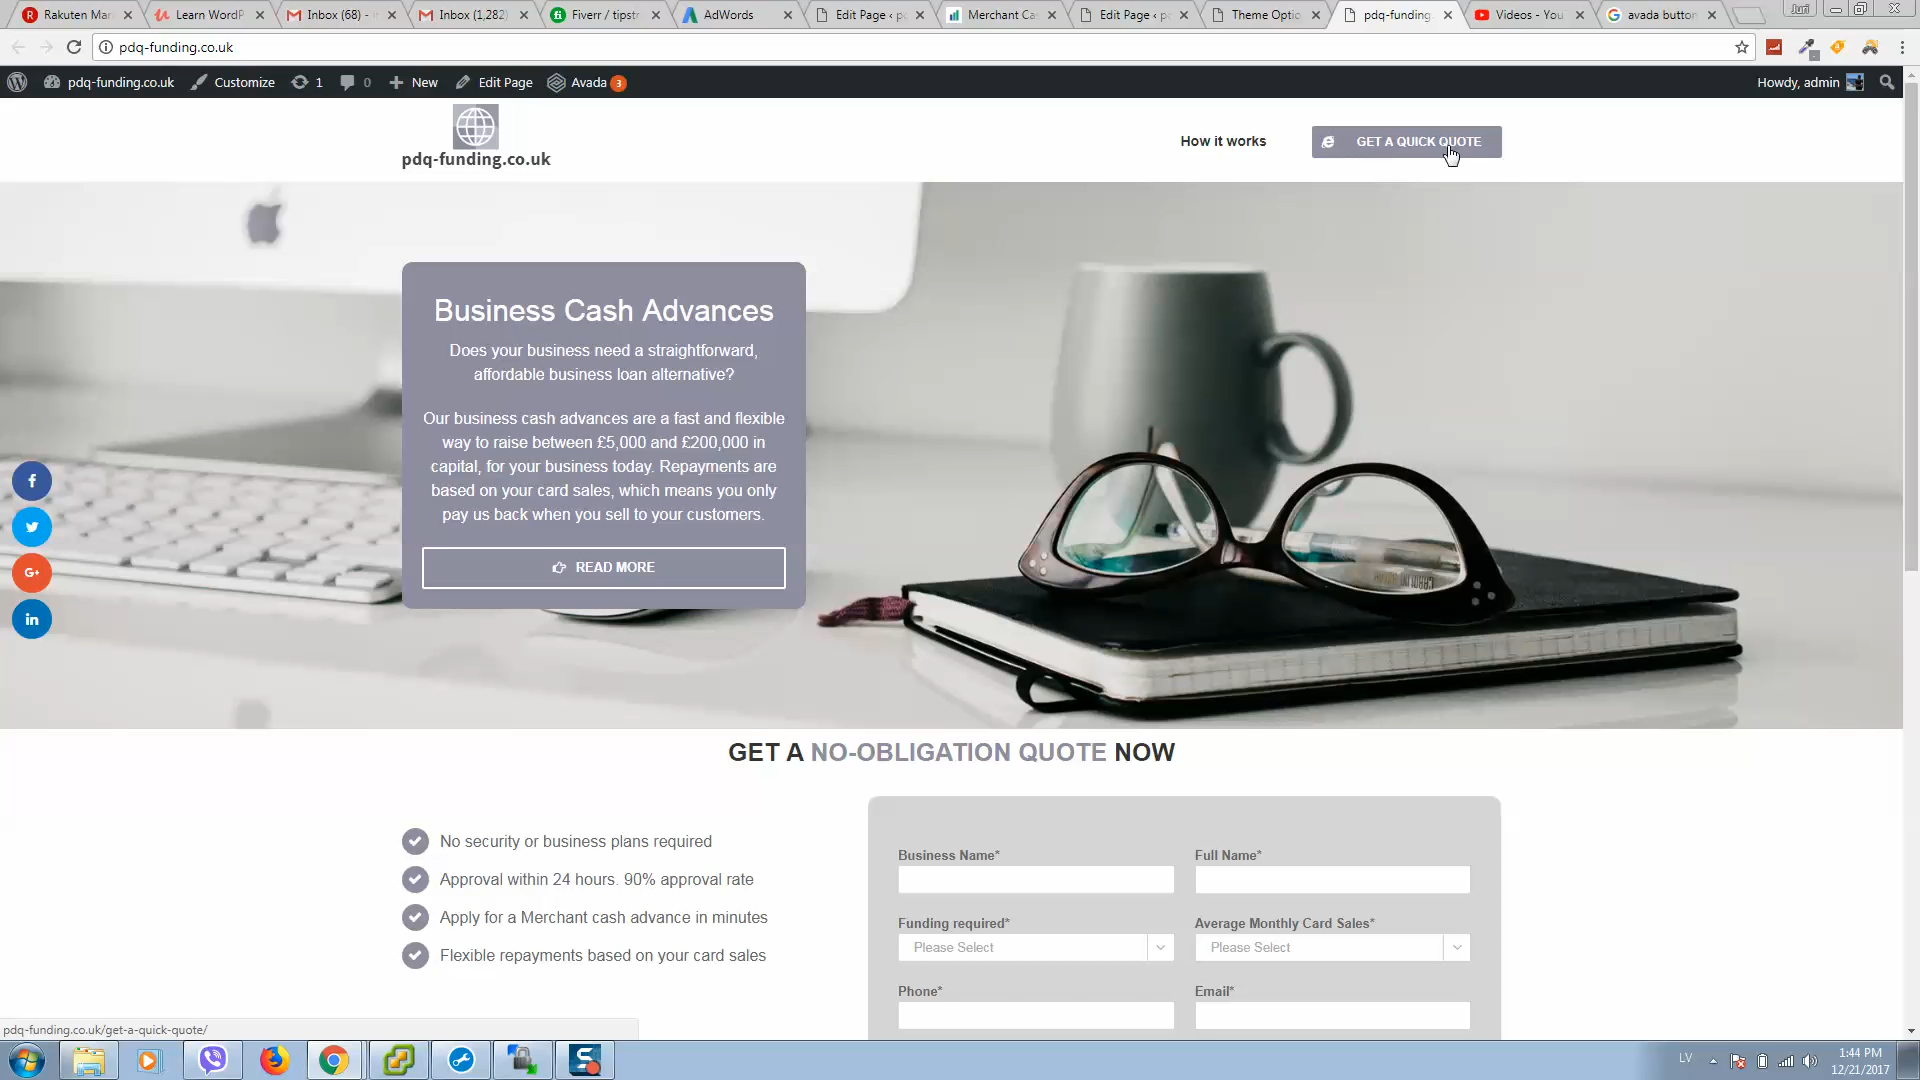 Rakuten Mar
Learn WordP
Inbox (68) - i
Inbox (1,282)
Fiverr / tipstr
AdWords
Edit Page ‹ p
Merchant Ca
Edit Page ‹ p
Theme Optio
pdq-funding.
Videos - You
avada button
Juri
pdq-funding.co.uk
pdq-funding.co.uk
Customize
1
0
New
Edit Page
Avada
3
Howdy, admin
pdq-funding.co.uk
How it works
GET A QUICK QUOTE
Business Cash Advances
Does your business need a straightforward,
affordable business loan alternative?
Our business cash advances are a fast and flexible
way to raise between £5,000 and £200,000 in
capital, for your business today. Repayments are
based on your card sales, which means you only
pay us back when you sell to your customers.
READ MORE
GET A NO-OBLIGATION QUOTE NOW
No security or business plans required
Approval within 24 hours. 90% approval rate
Apply for a Merchant cash advance in minutes
Flexible repayments based on your card sales
Business Name*
Full Name*
Funding required*
Average Monthly Card Sales*
Please Select
Please Select
Phone*
Email*
pdq-funding.co.uk/get-a-quick-quote/
LV
1:44 PM
12/21/2017